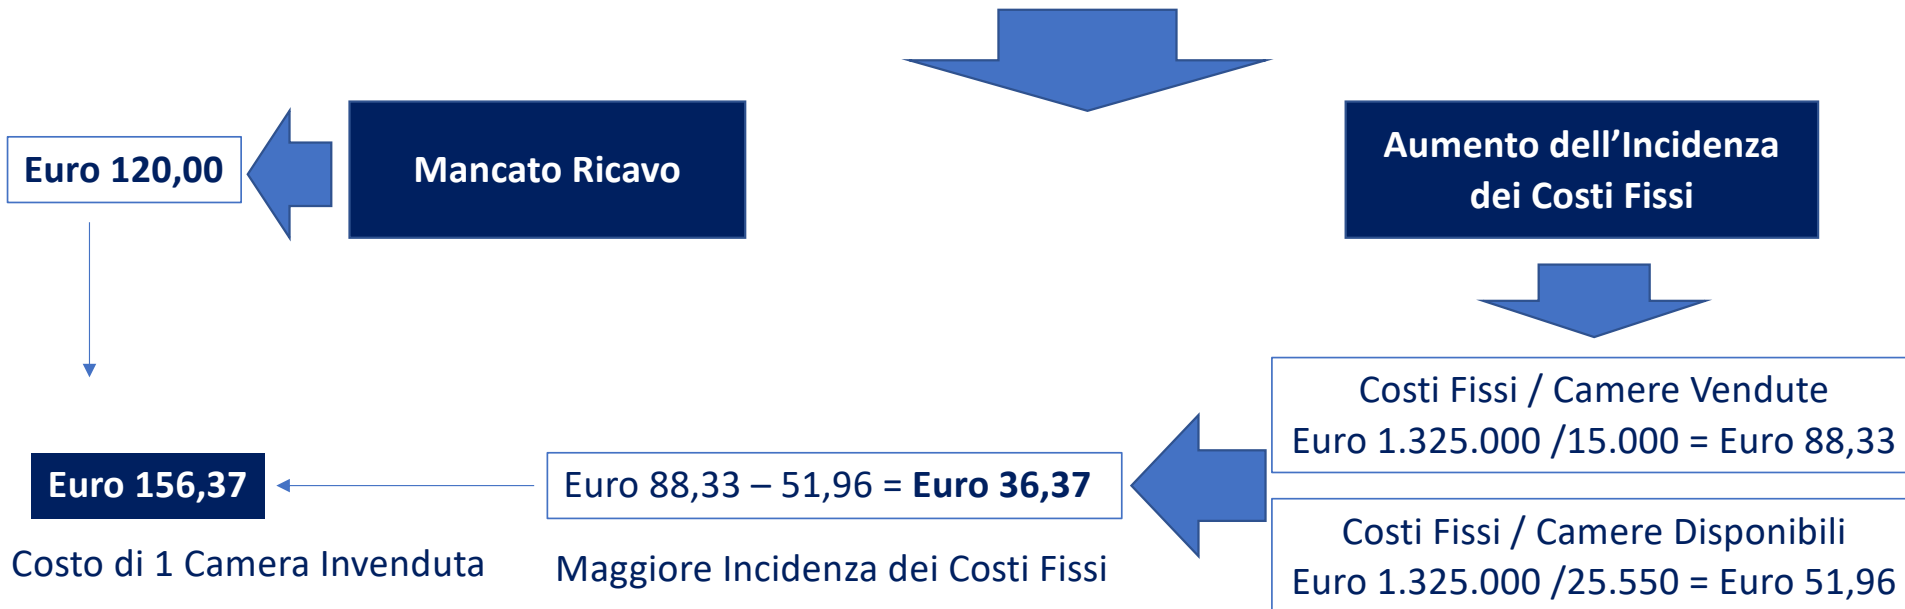 Euro 120,00
Mancato Ricavo
Aumento dell’Incidenza
dei Costi Fissi
Costi Fissi / Camere Vendute
Euro 1.325.000 /15.000 = Euro 88,33
Euro 156,37
Euro 88,33 – 51,96 = Euro 36,37
Costi Fissi / Camere Disponibili
Euro 1.325.000 /25.550 = Euro 51,96
Costo di 1 Camera Invenduta
Maggiore Incidenza dei Costi Fissi